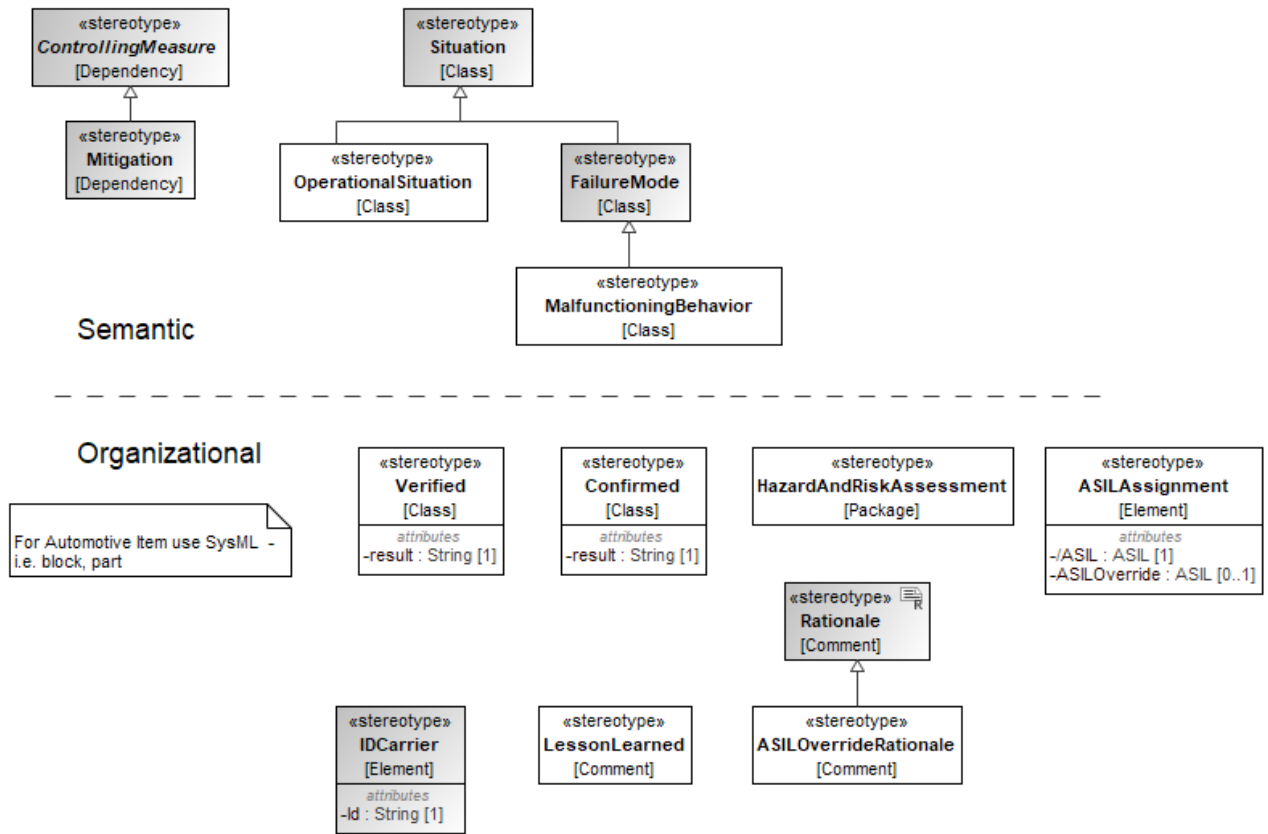 «stereotype»
ControllingMeasure
[Dependency]
«stereotype»
Situation
[Class]
«stereotype»
Mitigation
[Dependency]
«stereotype»
OperationalSituation
[Class]
«stereotype»
FailureMode
[Class]
«stereotype»
MalfunctioningBehavior
[Class]
Semantic
Organizational
For Automotive Item use SysML -
i.e. block, part
«stereotype»
Verified
[Class]
attributes
-result : String [1]
«stereotype»
Confirmed
[Class]
attributes
-result : String [1]
«stereotype»
HazardAndRiskAssessment
[Package]
«stereotype»
ASILAssignment
[Element]
attributes
-/ASIL : ASIL [1]
-ASILOverride : ASIL [0..1]
«stereotype»
R
Rationale
[Comment]
«stereotype»
IDCarrier
[Element]
attributes
-Id : String [1]
«stereotype»
LessonLearned
[Comment]
«stereotype»
ASILOverrideRationale
[Comment]